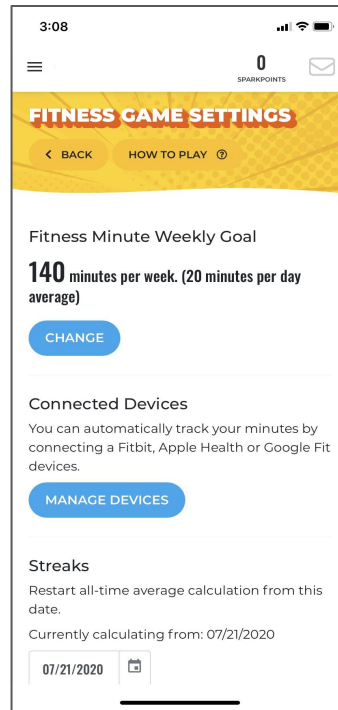 3:08
0
SPARKPOINTS
FITNESS GAME SETTINGS
BACK HOW TO PLAY ?
Fitness Minute Weekly Goal
140 minutes per week. (20 minutes per day
average)
CHANGE
Connected Devices
You can automatically track your minutes by
connecting a Fitbit, Apple Health or Google Fit
devices.
MANAGE DEVICES
Streaks
Restart all-time average calculation from this
date.
Currently calculating from: 07/21/2020
07/21/2020